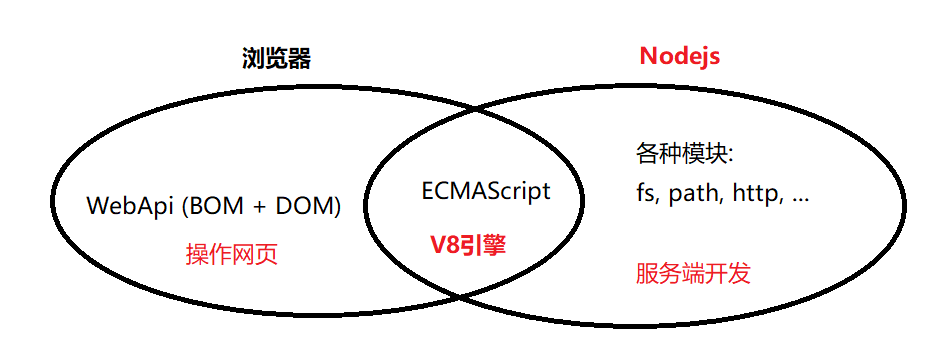 浏览器
Nodejs
WebApi (BOM + DOM)
操作网页
ECMAScript
V8引擎
各种模块:
fs, path, http, ...
服务端开发